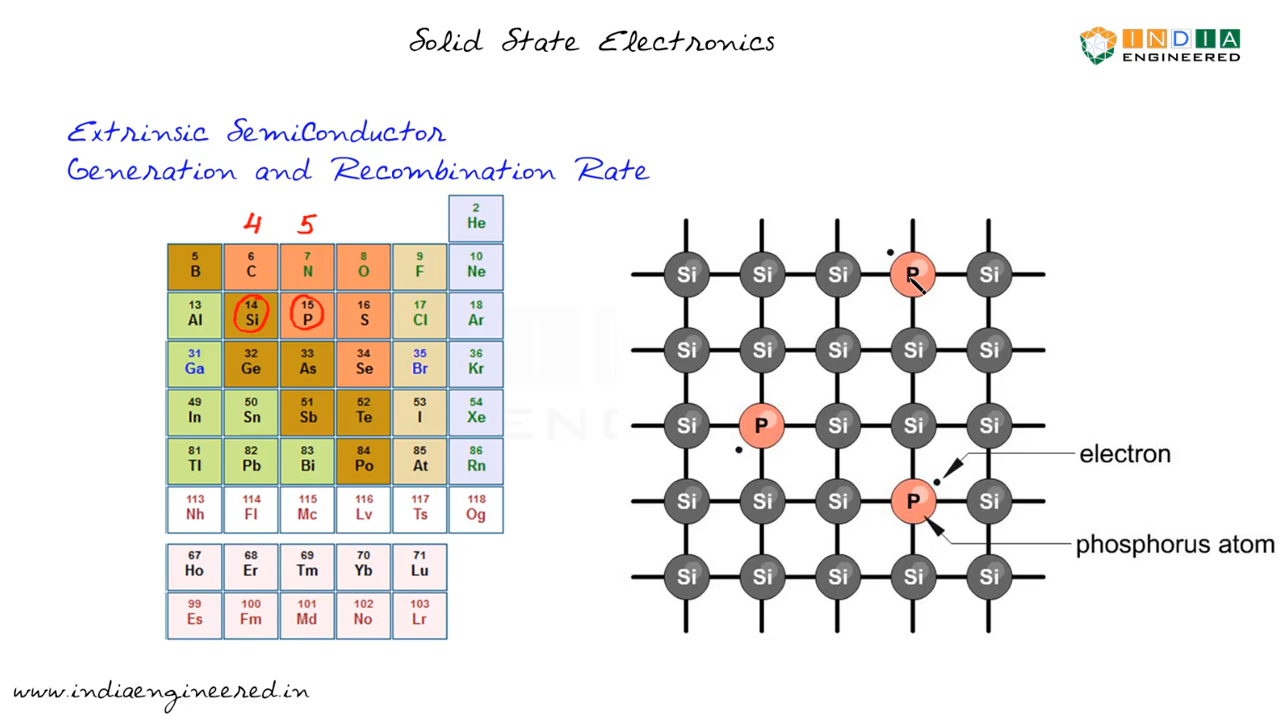 Solid State Electronics
INDIA
ENGINEERED
Extrinsic SemiConductor
Generation and Recombination Rate
4 5
2
He
5 6 7 8 9 10
B C N O F Ne
13 14 15 16 17 18
Al Si P S Cl Ar
31 32 33 34 35 36
Ga Ge As Se Br Kr
49 50 51 52 53 54
In Sn Sb Te I Xe
81 82 83 84 85 86
Tl Pb Bi Po At Rn
113 114 115 116 117 118
Nh Fl Mc Lv Ts Og
67 68 69 70 71
Ho Er Tm Yb Lu
99 100 101 102 103
Es Fm Md No Lr
Si Si Si P Si
Si Si Si Si Si
Si P Si Si Si
electron
Si Si Si P Si
phosphorus atom
Si Si Si Si Si
www.indiaengineered.in